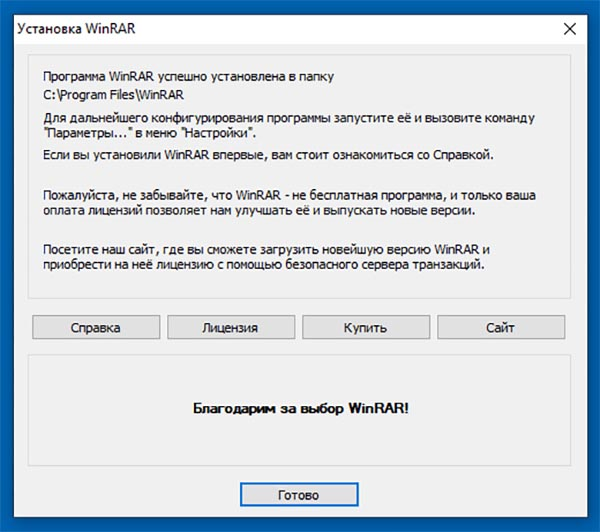 Установка WinRAR
Программа WinRAR успешно установлена в папку
C:\Program Files\WinRAR
Для дальнейшего конфигурирования программы запустите её и вызовите команду
"Параметры..." в меню "Настройки".
Если вы установили WinRAR впервые, вам стоит ознакомиться со Справкой.
Пожалуйста, не забывайте, что WinRAR - не бесплатная программа, и только ваша
оплата лицензий позволяет нам улучшать её и выпускать новые версии.
Посетите наш сайт, где вы сможете загрузить новейшую версию WinRAR и
приобрести на неё лицензию с помощью безопасного сервера транзакций.
Справка
Лицензия
Купить
Сайт
Благодарим за выбор WinRAR!
Готово